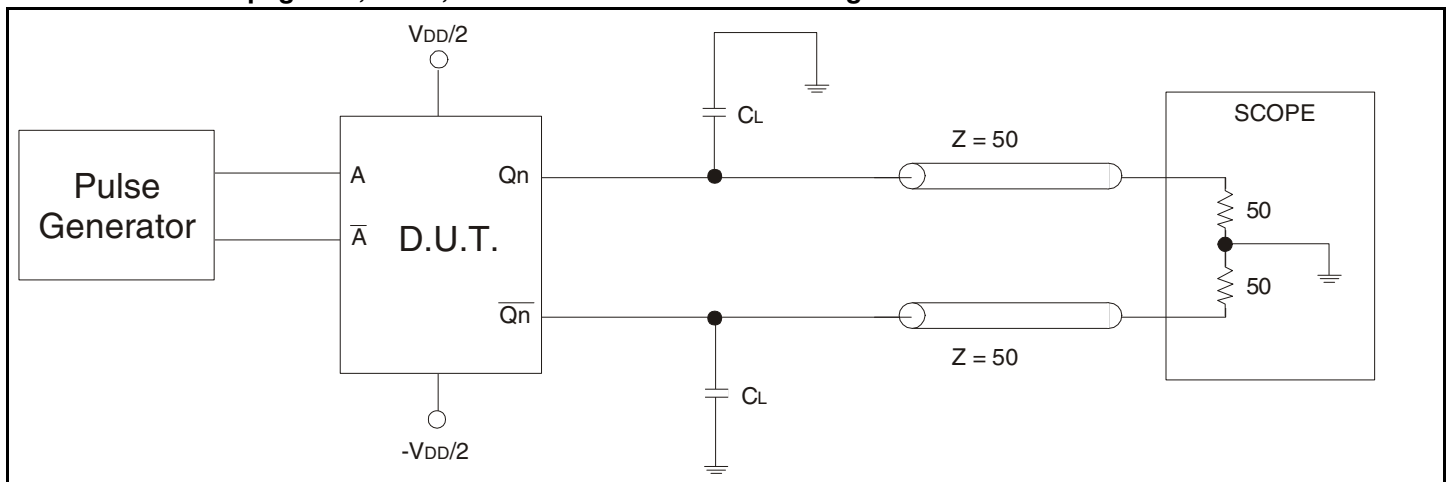 VDD/2
CL
SCOPE
Z = 50
Pulse
Generator
A
Qn
50
A
D.U.T.
50
Qn
Z = 50
CL
-VDD/2